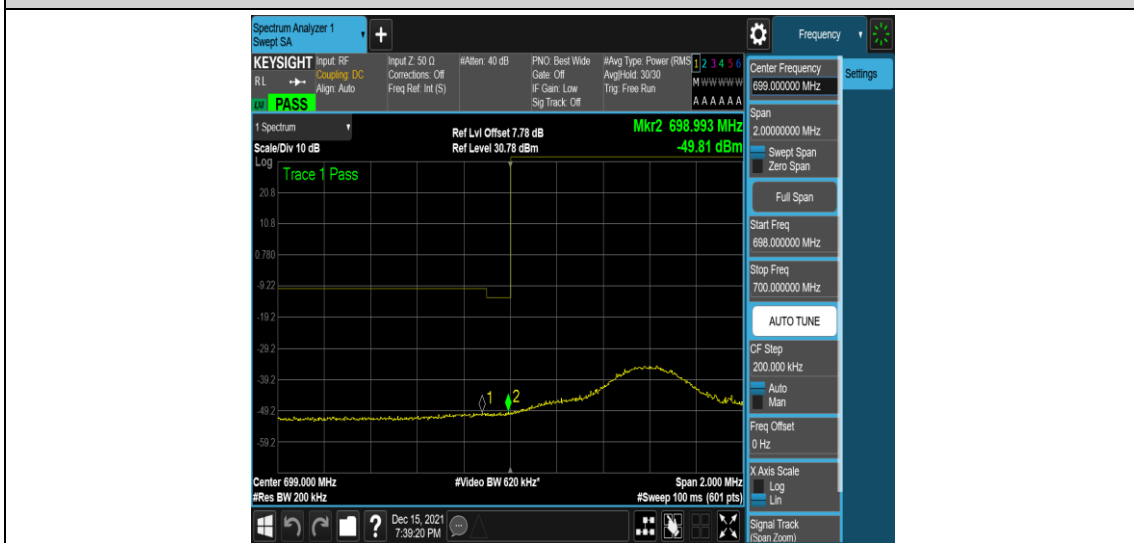 Spectrum Analyzer 1
Swept SA
+
Frequency
KEYSIGHT
RL
LXI PASS
Input: RF
Coupling: DC
Align: Auto
Input Z: 50 Ω
Corrections: Off
Freq Ref: Int (S)
#Atten: 40 dB
PNO: Best Wide
Gate: Off
IF Gain: Low
Sig Track: Off
#Avg Type: Power (RMS
Avg|Hold: 30/30
Trig: Free Run
1 2 3 4 5 6
M W W W W W
A A A A A A
1 Spectrum
Scale/Div 10 dB
Ref Lvl Offset 7.78 dB
Ref Level 30.78 dBm
Mkr2 698.993 MHz
-49.81 dBm
Log
Trace 1 Pass
20.8
10.8
0.780
-9.22
-19.2
-29.2
-39.2
-49.2
-59.2
1
2
Center 699.000 MHz
#Res BW 200 kHz
#Video BW 620 kHz*
Span 2.000 MHz
#Sweep 100 ms (601 pts)
Center Frequency
699.000000 MHz
Settings
Span
2.00000000 MHz
Swept Span
Zero Span
Full Span
Start Freq
698.000000 MHz
Stop Freq
700.000000 MHz
AUTO TUNE
CF Step
200.000 kHz
Auto
Man
Freq Offset
0 Hz
X Axis Scale
Log
Lin
Signal Track
(Span Zoom)
?
Dec 15, 2021
7:39:20 PM